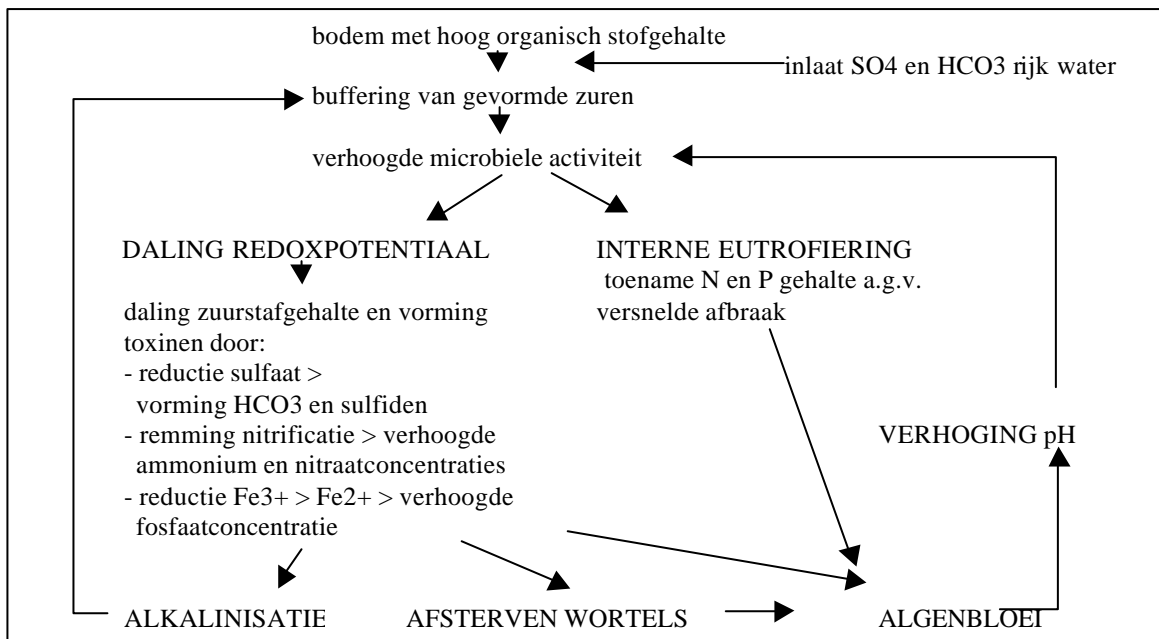 bodem met hoog organisch stofgehalte
inlaat SO4 en HCO3 rijk water
buffering van gevormde zuren
verhoogde microbiele activiteit
DALING REDOXPOTENTIAAL
daling zuurstafgehalte en vorming
toxinen door:
- reductie sulfaat >
vorming HCO3 en sulfiden
- remming nitrificatie > verhoogde
ammonium en nitraatconcentraties
- reductie Fe3+ > Fe2+ > verhoogde
fosfaatconcentratie
INTERNE EUTROFIERING
toename N en P gehalte a.g.v.
versnelde afbraak
VERHOGING pH
ALKALINISATIE
AFSTERVEN WORTELS
ALGENBLOEI